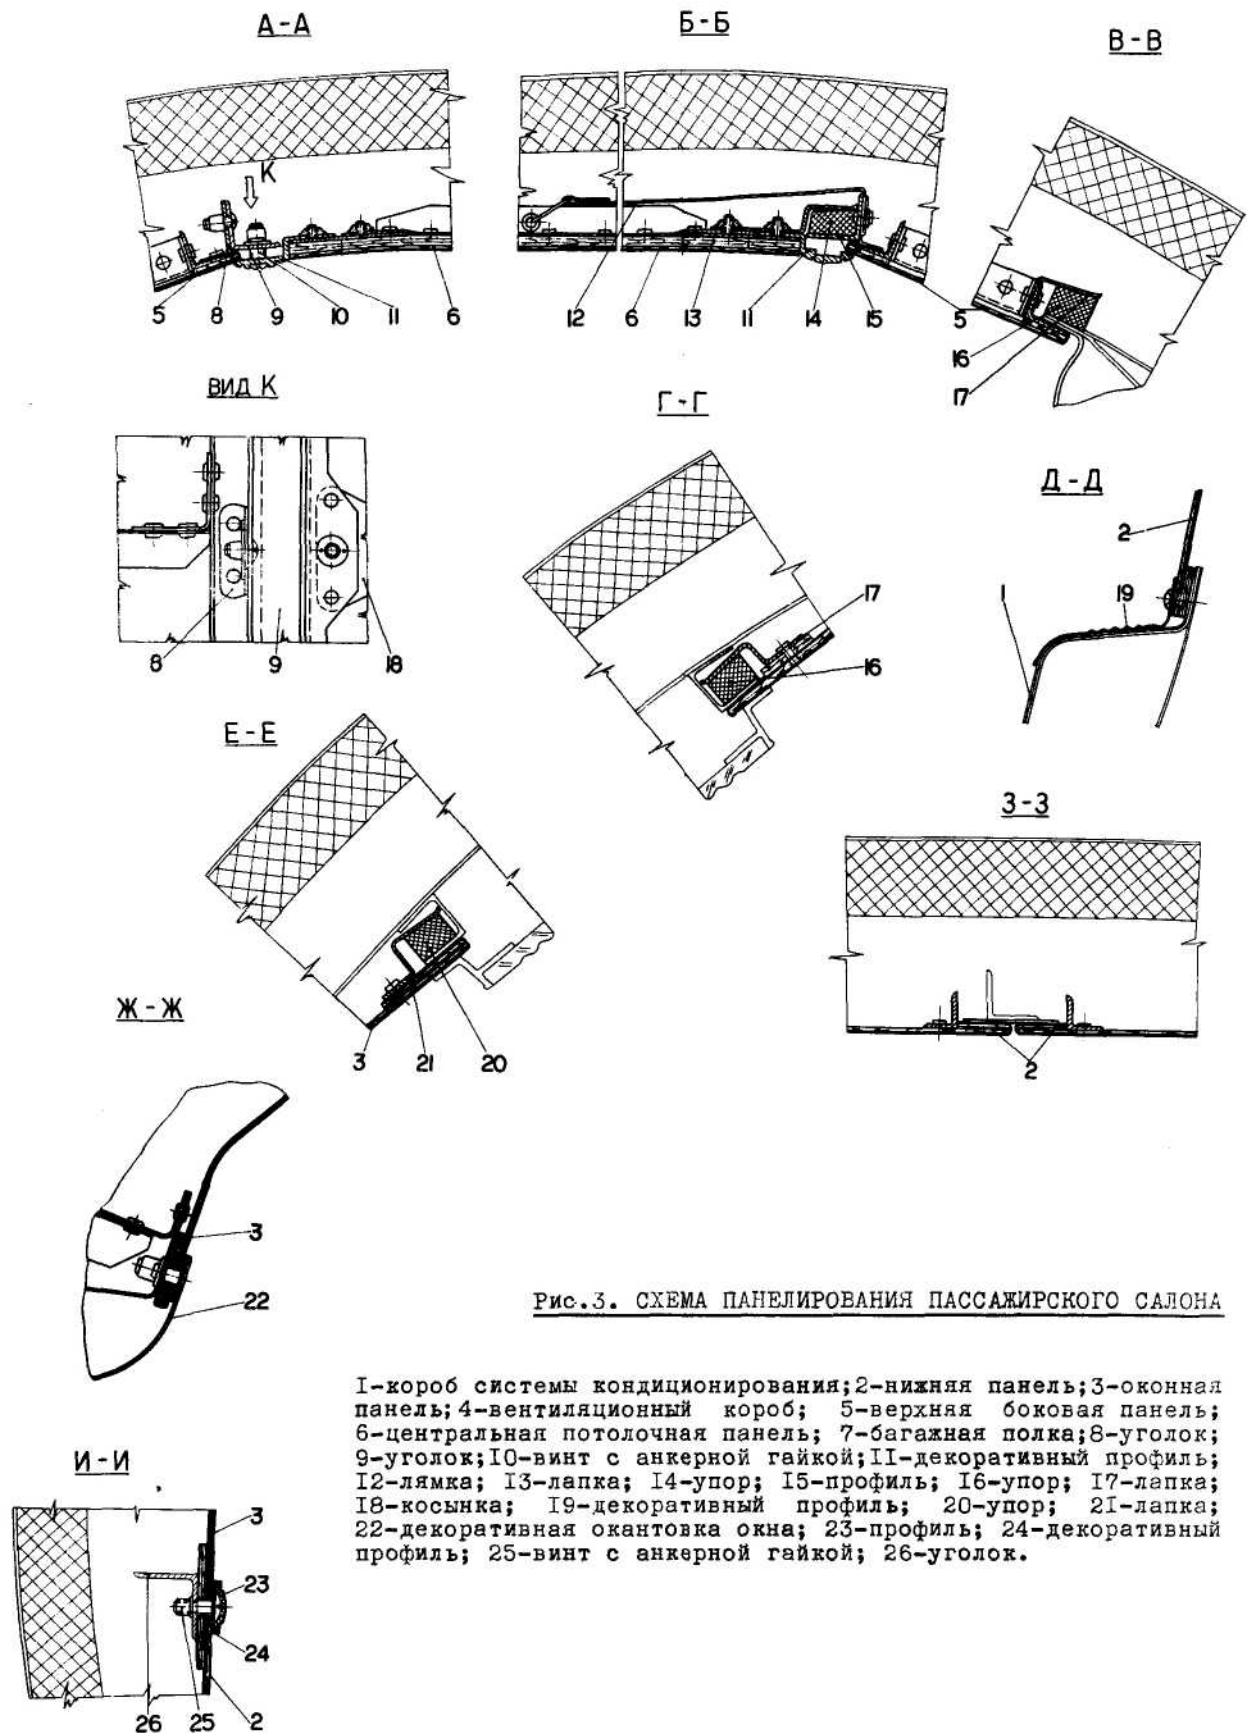 А-А
Б-Б
В-В
К
5 8 9 10 11 6
12 6 13 11 14 15 5
16
17
ВИД К
8 9 18
Г-Г
17
16
Д-Д
2
1 19
Е-Е
3 21 20
З-З
2
Ж-Ж
3
22
Рис.3. СХЕМА ПАНЕЛИРОВАНИЯ ПАССАЖИРСКОГО САЛОНА
I-короб системы кондиционирования;2-нижняя панель;3-оконная
панель;4-вентиляционный короб; 5-верхняя боковая панель;
6-центральная потолочная панель; 7-багажная полка;8-уголок;
9-уголок;I0-винт с анкерной гайкой;II-декоративный профиль;
I2-лямка; I3-лапка; I4-упор; I5-профиль; I6-упор; I7-лапка;
I8-косынка; I9-декоративный профиль; 20-упор; 2I-лапка;
22-декоративная окантовка окна; 23-профиль; 24-декоративный
профиль; 25-винт с анкерной гайкой; 26-уголок.
И-И
3
23
24
26 25 2